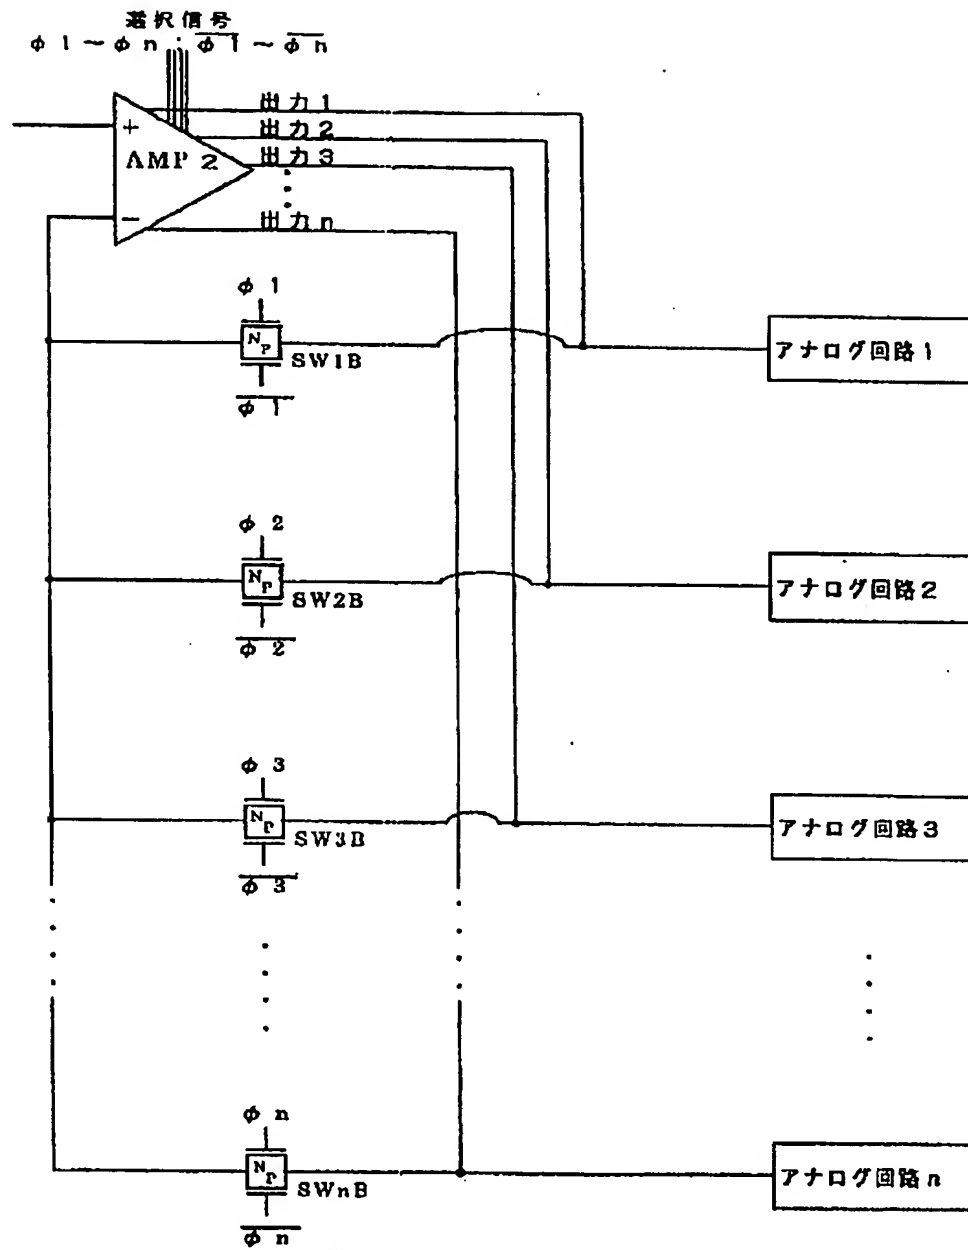 選択信号
φ1～φn φ1～φn
出力1
出力2
出力3
出力n
+
AMP2
−
φ1
NP
SW1B
φ1
アナログ回路1
φ2
NP
SW2B
φ2
アナログ回路2
φ3
NP
SW3B
φ3
アナログ回路3
φn
NP
SWnB
φn
アナログ回路n